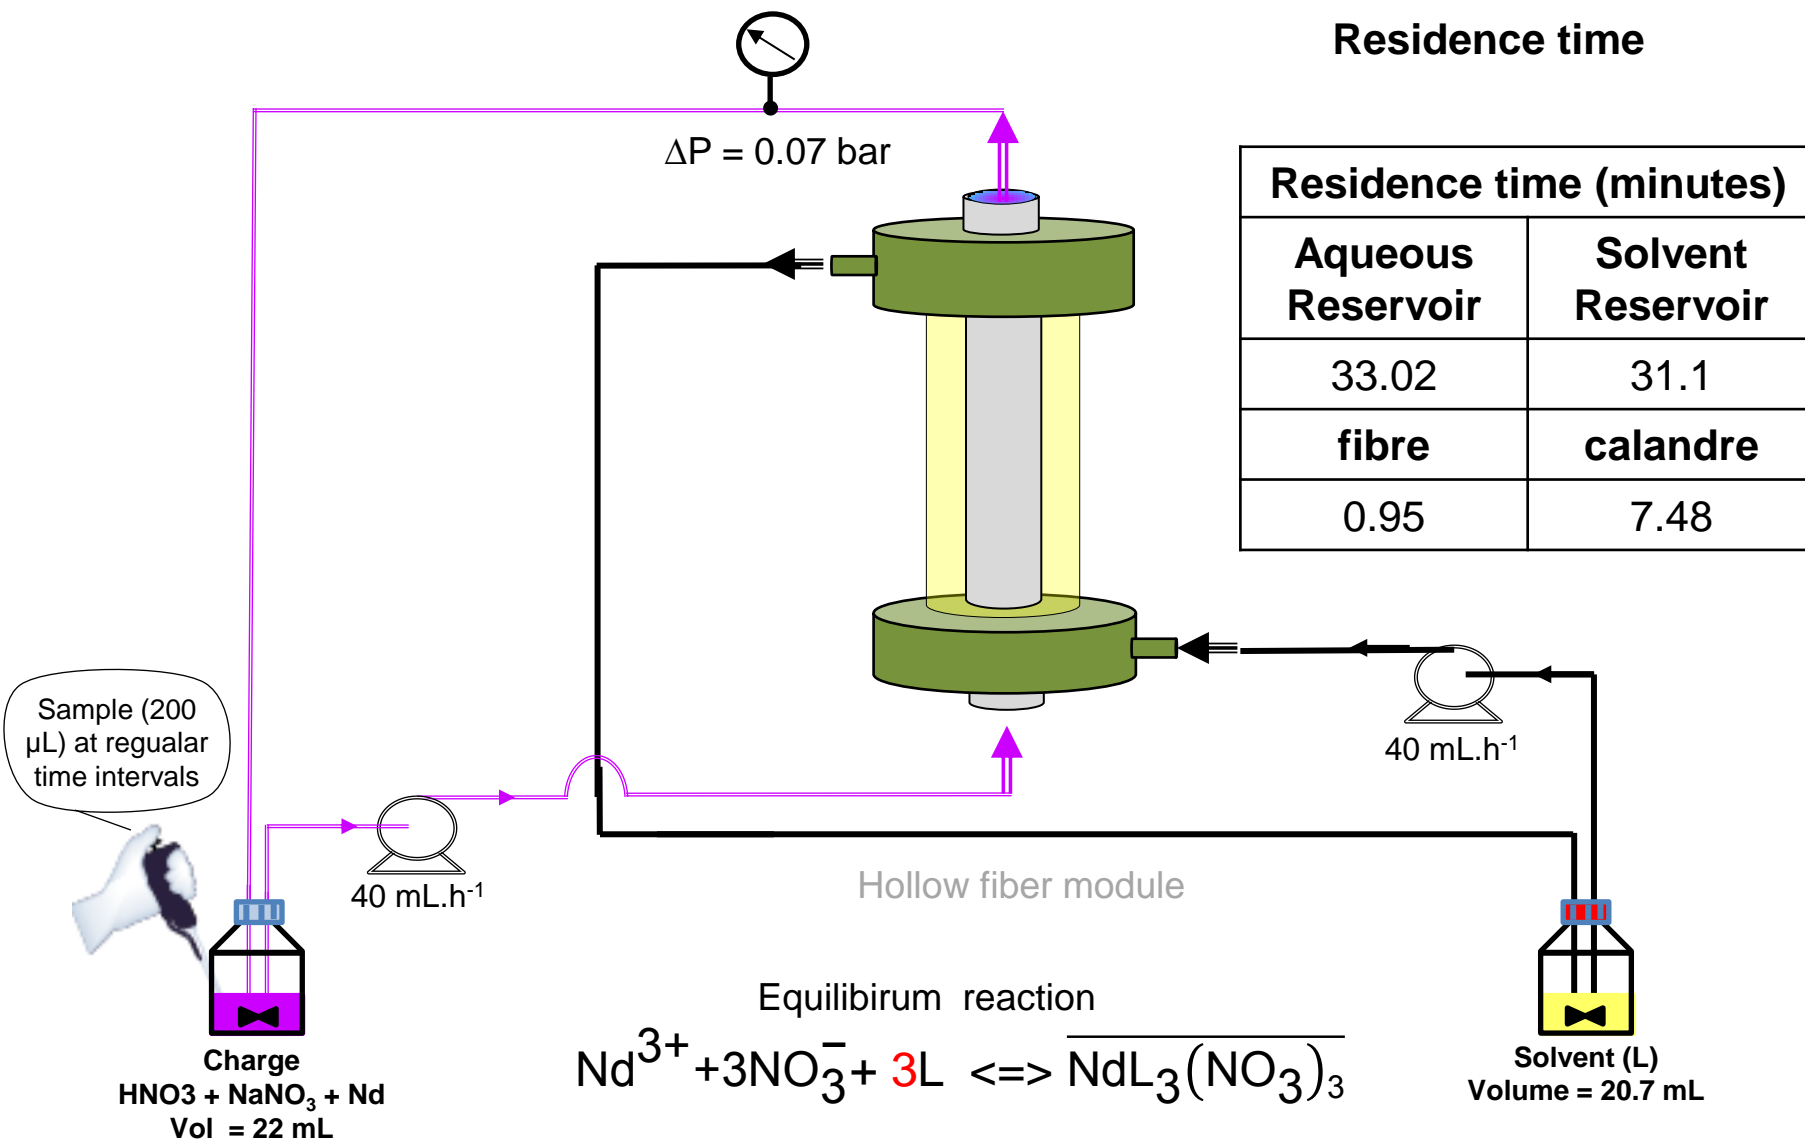 Residence time
ΔP = 0.07 bar
Residence time (minutes)
Aqueous Reservoir
Solvent Reservoir
33.02
31.1
fibre
calandre
0.95
7.48
Sample (200
µL) at regualar
time intervals
40 mL.h-1
40 mL.h-1
Hollow fiber module
Equilibirum reaction
Nd3+ +3NO3− + 3L <=> NdL3(NO3)3
Charge
HNO3 + NaNO3 + Nd
Vol = 22 mL
Solvent (L)
Volume = 20.7 mL